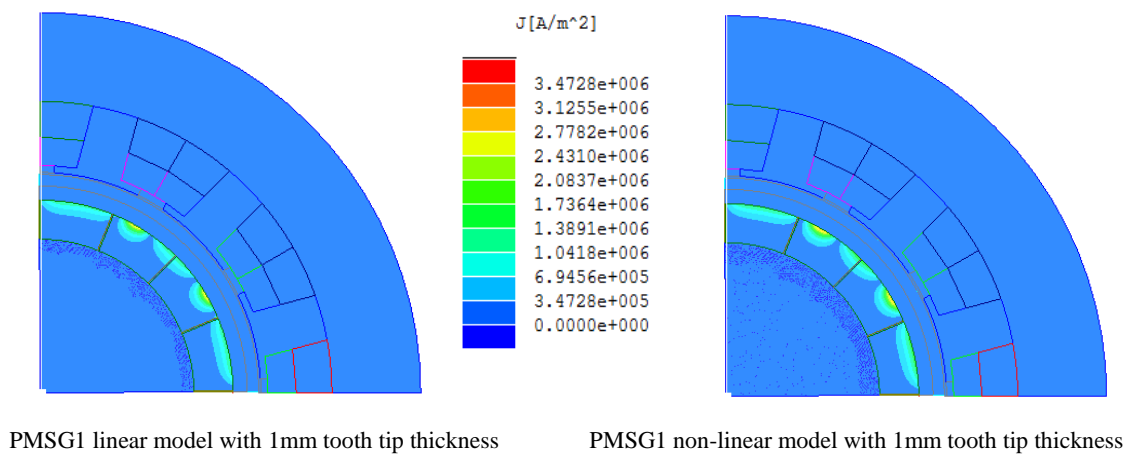 J[A/m^2]
3.4728e+006
3.1255e+006
2.7782e+006
2.4310e+006
2.0837e+006
1.7364e+006
1.3891e+006
1.0418e+006
6.9456e+005
3.4728e+005
0.0000e+000
PMSG1 linear model with 1mm tooth tip thickness
PMSG1 non-linear model with 1mm tooth tip thickness